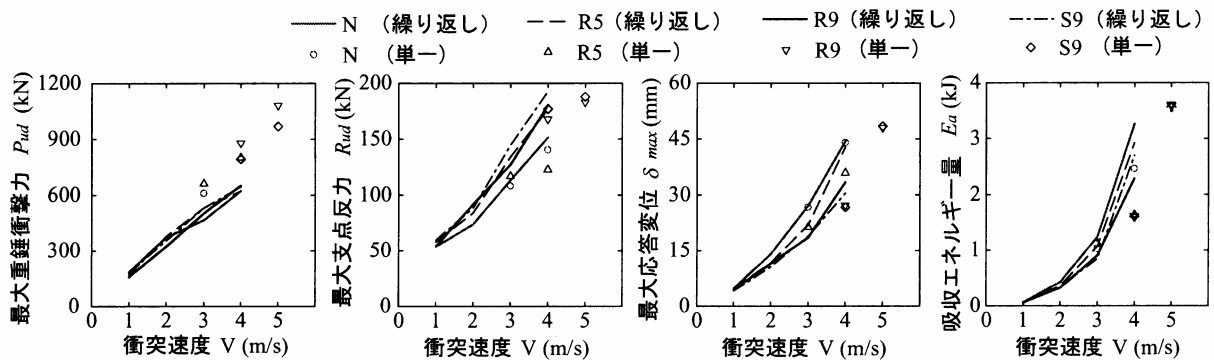 N (繰り返し) R5 (繰り返し) R9 (繰り返し) S9 (繰り返し)
N (単一) R5 (単一) R9 (単一) S9 (単一)
最大重錘衝撃力 Pud (kN)
1200
900
600
300
0
0 1 2 3 4 5
衝突速度 V (m/s)
最大支点反力 Rud (kN)
200
150
100
50
0
0 1 2 3 4 5
衝突速度 V (m/s)
最大応答変位 δ max (mm)
60
45
30
15
0
0 1 2 3 4 5
衝突速度 V (m/s)
吸収エネルギー量 Ea (kJ)
4
3
2
1
0
0 1 2 3 4 5
衝突速度 V (m/s)